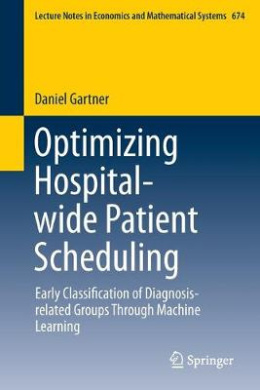 Lecture Notes in Economics and Mathematical Systems 674
Daniel Gartner
Optimizing
Hospital-
wide Patient
Scheduling
Early Classification of Diagnosis-
related Groups Through Machine
Learning
Springer